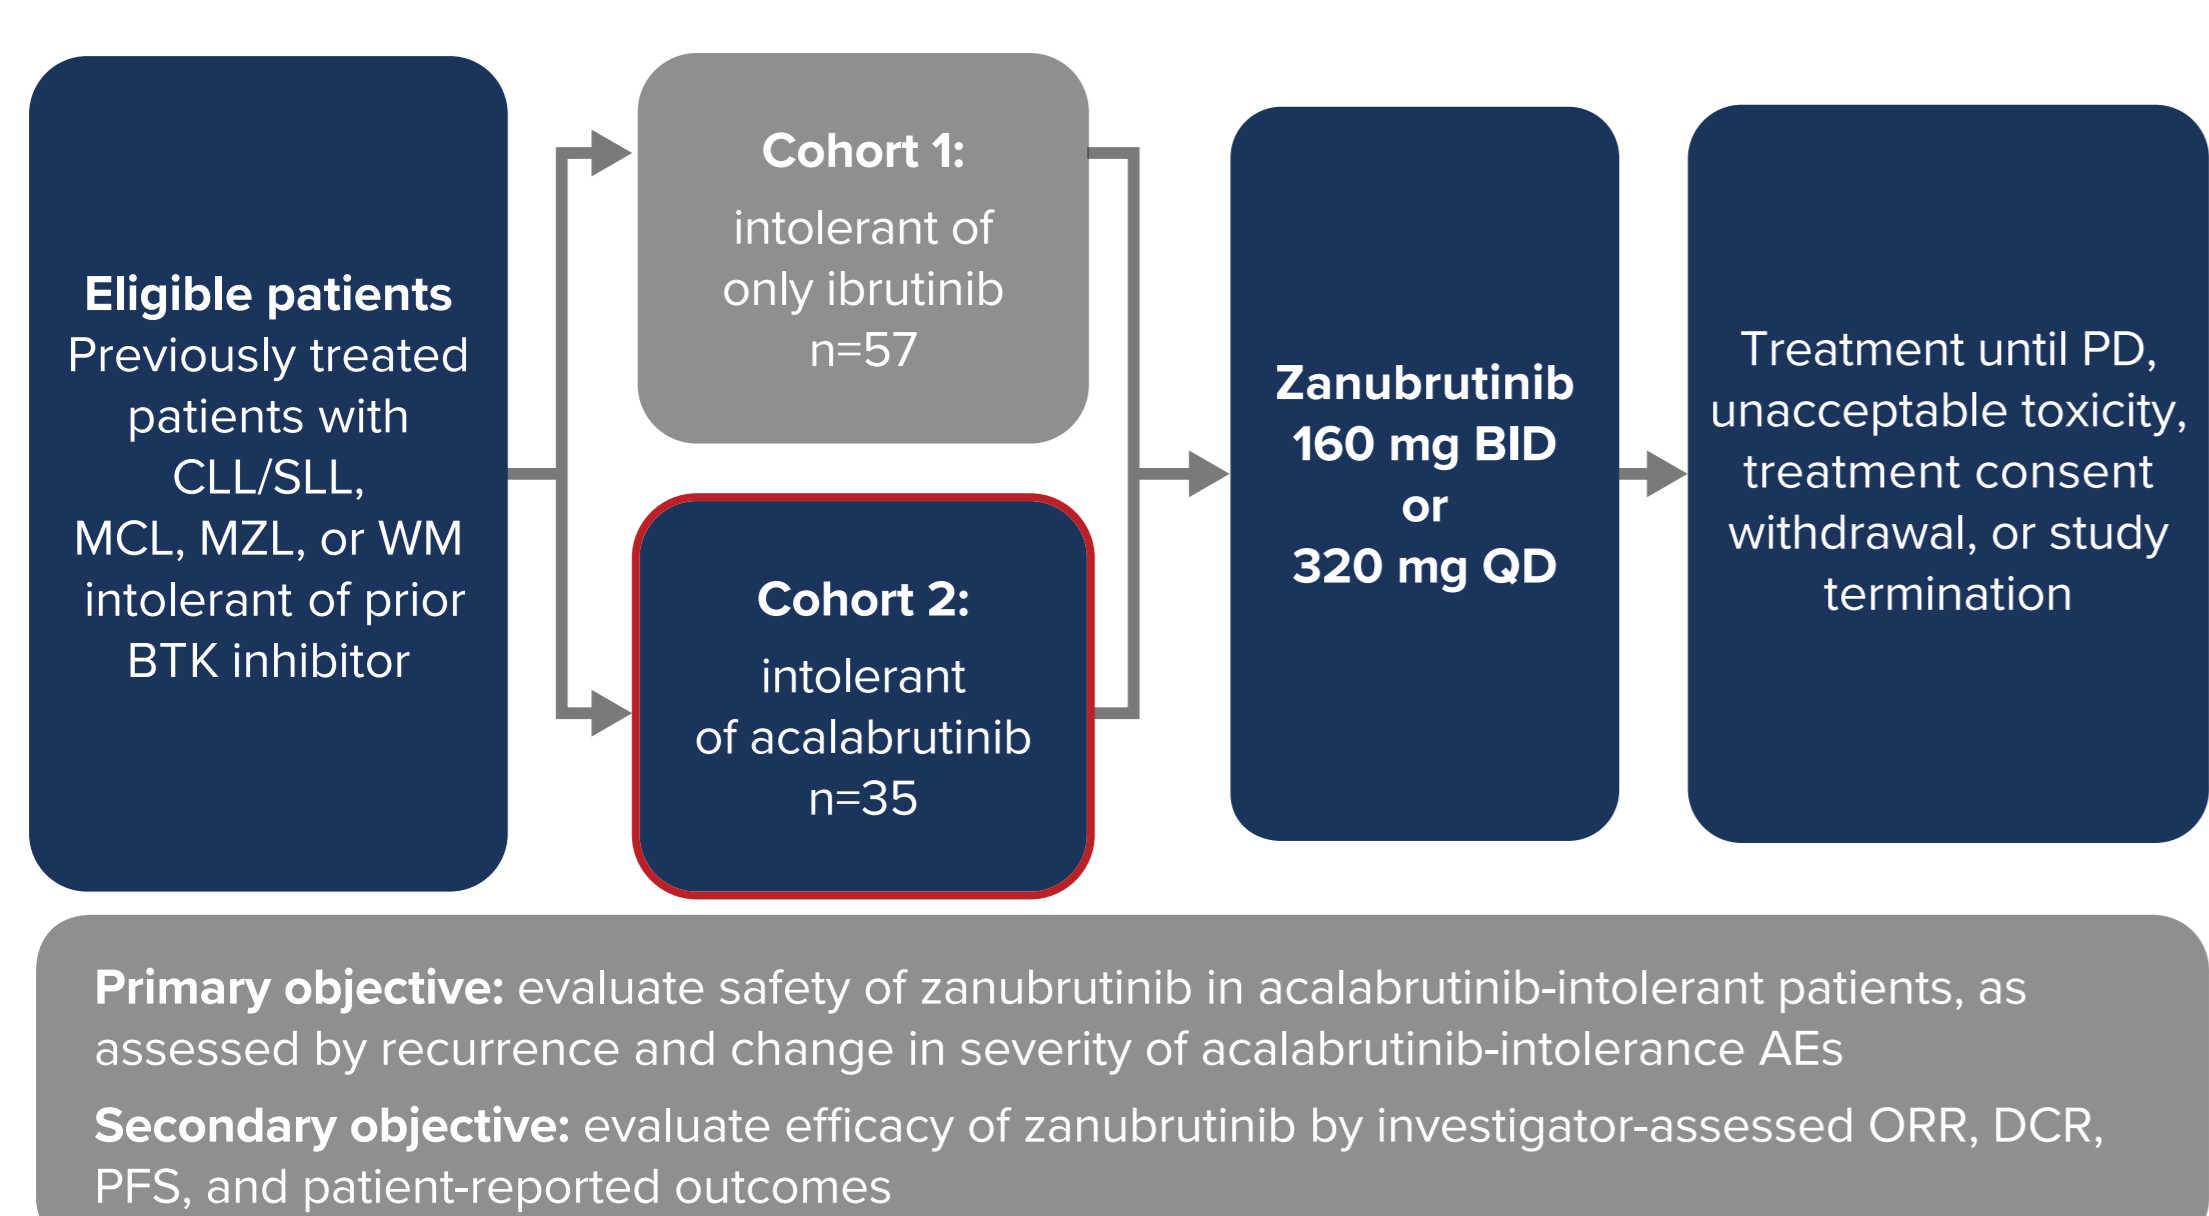 Eligible patients
Previously treated
patients with
CLL/SLL,
MCL, MZL, or WM
intolerant of prior
BTK inhibitor
Cohort 1:
intolerant of
only ibrutinib
n=57
Cohort 2:
intolerant
of acalabrutinib
n=35
Zanubrutinib
160 mg BID
or
320 mg QD
Treatment until PD,
unacceptable toxicity,
treatment consent
withdrawal, or study
termination
Primary objective: evaluate safety of zanubrutinib in acalabrutinib-intolerant patients, as
assessed by recurrence and change in severity of acalabrutinib-intolerance AEs
Secondary objective: evaluate efficacy of zanubrutinib by investigator-assessed ORR, DCR,
PFS, and patient-reported outcomes